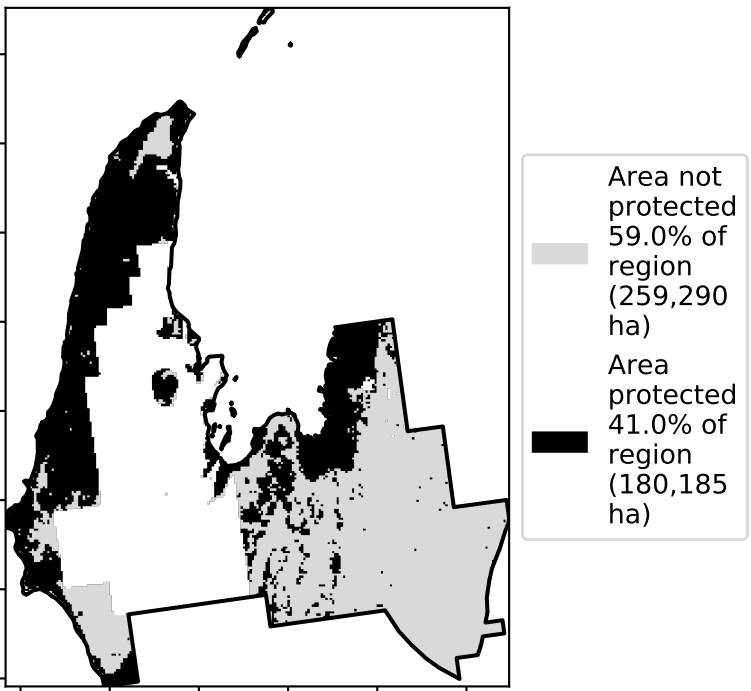 Area not
protected
59.0% of
region
(259,290
ha)
Area
protected
41.0% of
region
(180,185
ha)